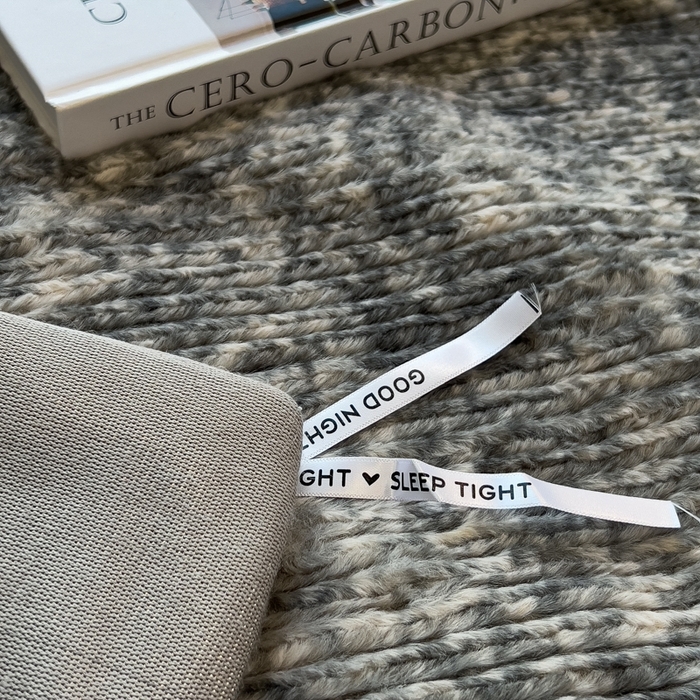 THE CERO-CARBON
GOOD NIGHT
GHT ♥ SLEEP TIGHT